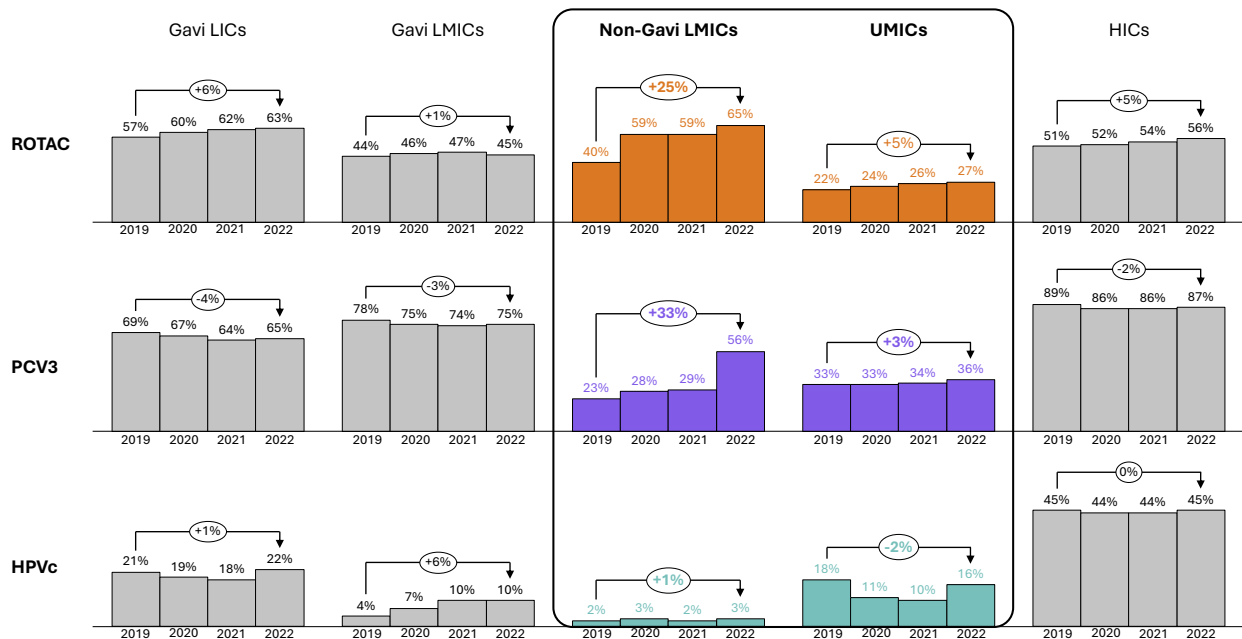 Gavi LICs Gavi LMICs Non-Gavi LMICs UMICs HICs
ROTAC
+6%
57% 60% 62% 63%
2019 2020 2021 2022
+1%
44% 46% 47% 45%
2019 2020 2021 2022
+25%
40% 59% 59% 65%
2019 2020 2021 2022
+5%
22% 24% 26% 27%
2019 2020 2021 2022
+5%
51% 52% 54% 56%
2019 2020 2021 2022
PCV3
-4%
69% 67% 64% 65%
2019 2020 2021 2022
-3%
78% 75% 74% 75%
2019 2020 2021 2022
+33%
23% 28% 29% 56%
2019 2020 2021 2022
+3%
33% 33% 34% 36%
2019 2020 2021 2022
-2%
89% 86% 86% 87%
2019 2020 2021 2022
HPVc
+1%
21% 19% 18% 22%
2019 2020 2021 2022
+6%
4% 7% 10% 10%
2019 2020 2021 2022
+1%
2% 3% 2% 3%
2019 2020 2021 2022
-2%
18% 11% 10% 16%
2019 2020 2021 2022
0%
45% 44% 44% 45%
2019 2020 2021 2022